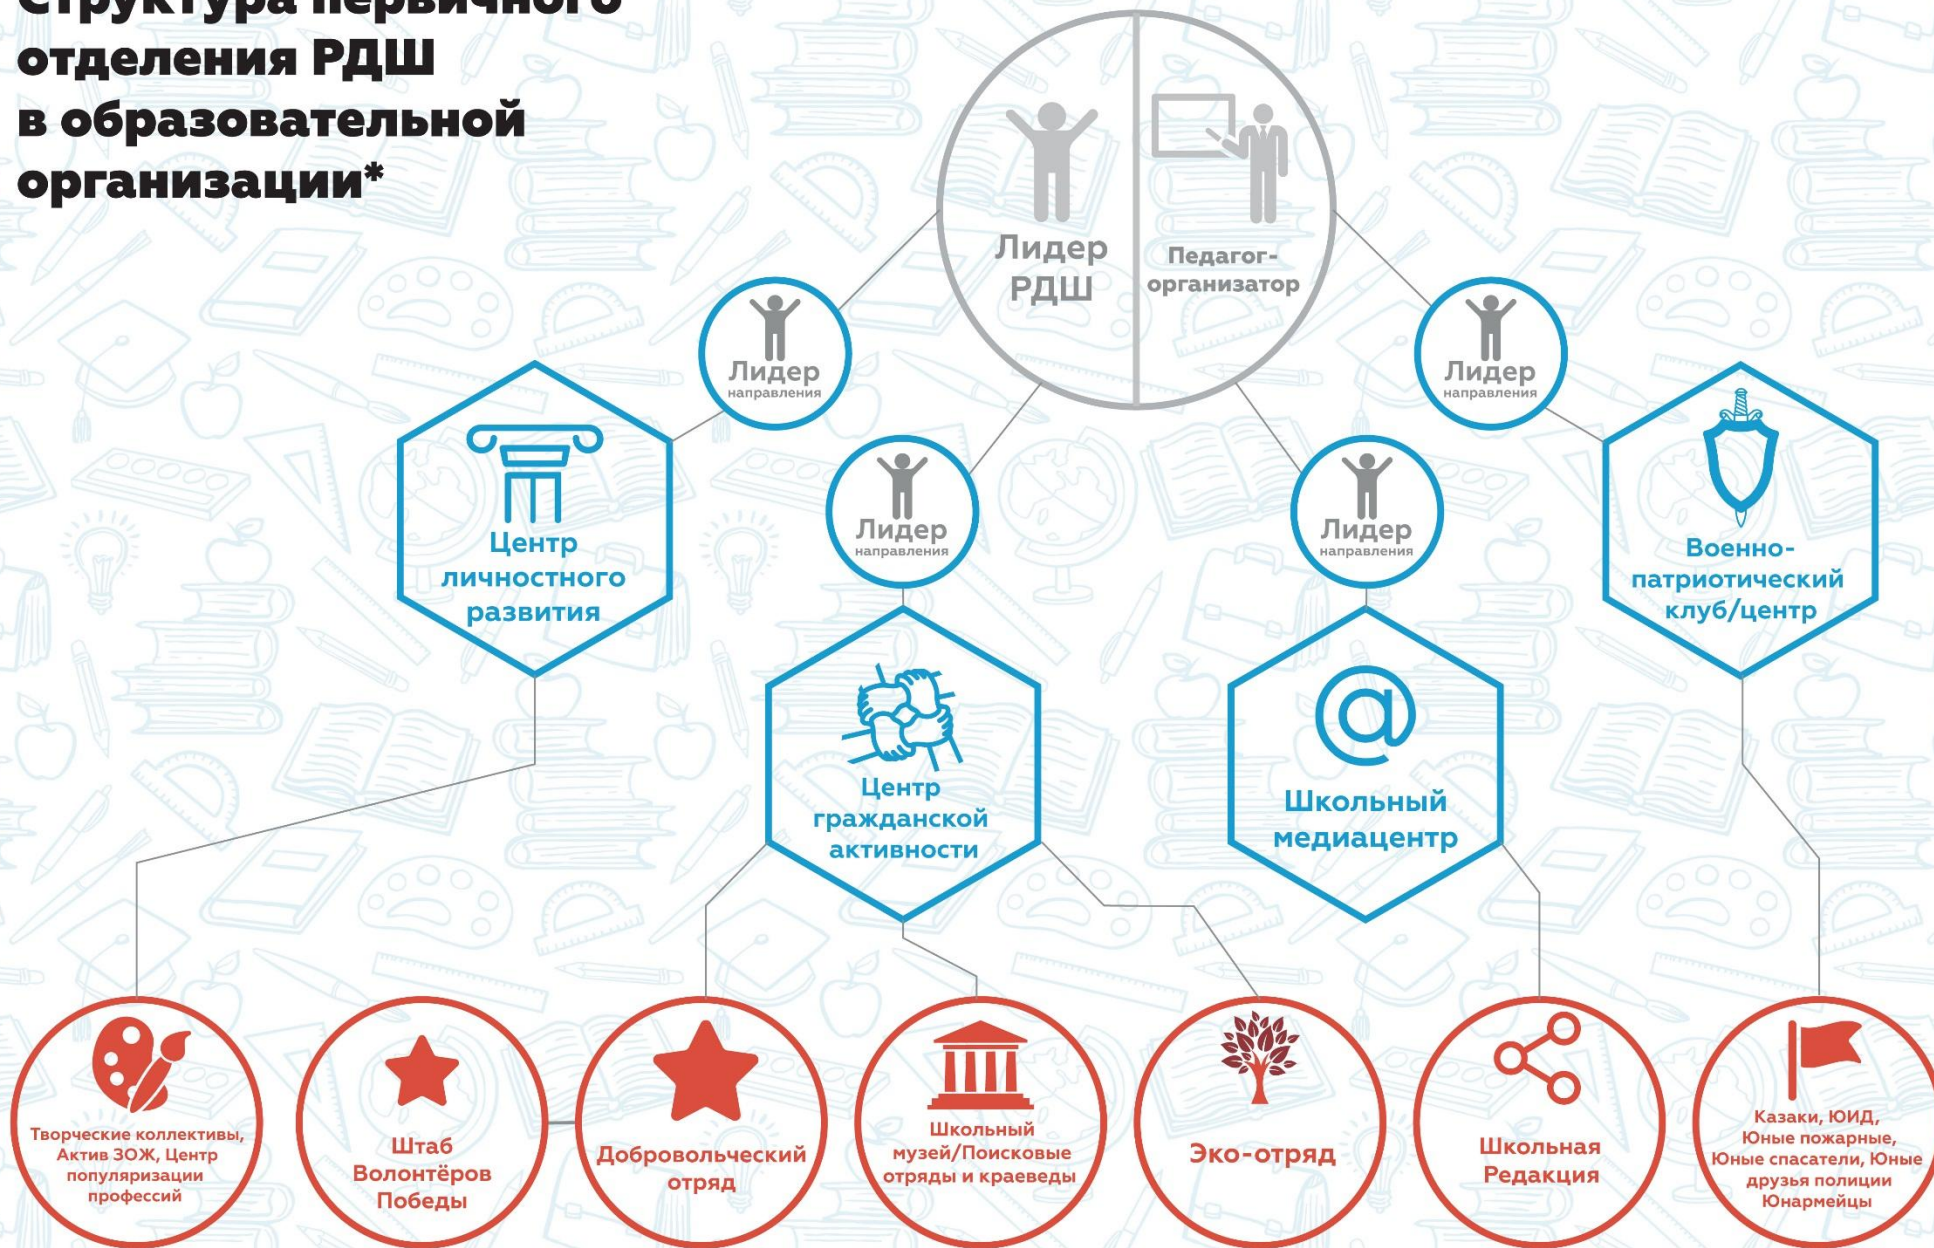 Структура первичного
отделения РДШ
в образовательной
организации*
Лидер
РДШ
Педагог-
организатор
Лидер
направления
Лидер
направления
Лидер
направления
Лидер
направления
Центр
личностного
развития
Военно-
патриотический
клуб/центр
Центр
гражданской
активности
Школьный
медиацентр
Творческие коллективы,
Актив ЗОЖ, Центр
популяризации
профессий
Штаб
Волонтёров
Победы
Добровольческий
отряд
Школьный
музей/Поисковые
отряды и краеведы
Эко-отряд
Школьная
Редакция
Казаки, ЮИД,
Юные пожарные,
Юные спасатели, Юные
друзья полиции
Юнармейцы